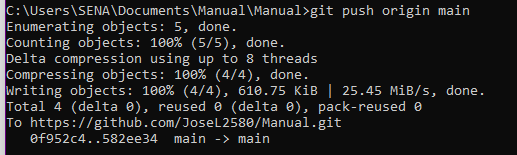 C:\Users\SENA\Documents\Manual\Manual>git push origin main
Enumerating objects: 5, done.
Counting objects: 100% (5/5), done.
Delta compression using up to 8 threads
Compressing objects: 100% (4/4), done.
Writing objects: 100% (4/4), 610.75 KiB | 25.45 MiB/s, done.
Total 4 (delta 0), reused 0 (delta 0), pack-reused 0
To https://github.com/JoseL2580/Manual.git
   0f952c4..582ee34  main -> main